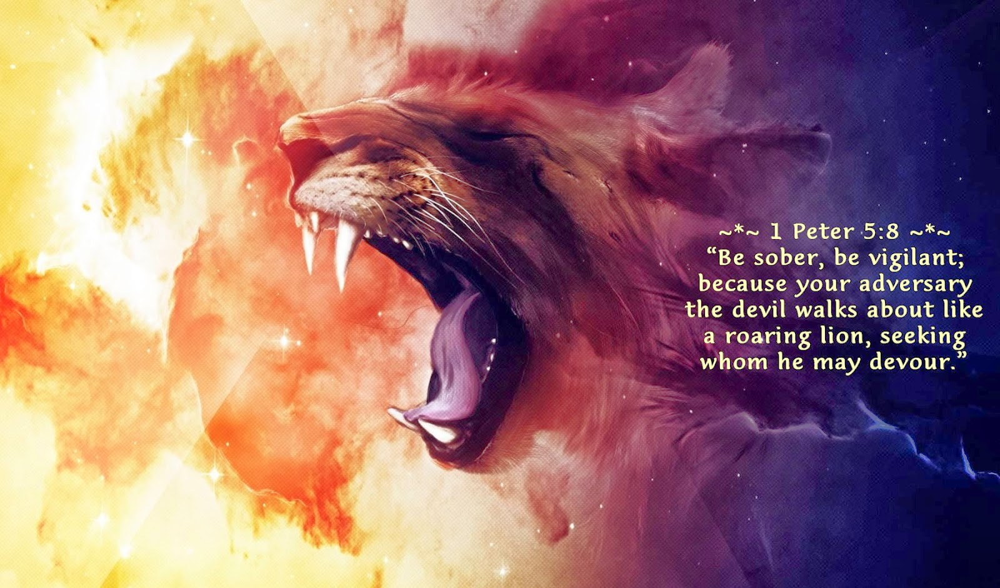 ~*~ 1 Peter 5:8 ~*~
“Be sober, be vigilant;
because your adversary
the devil walks about like
a roaring lion, seeking
whom he may devour.”